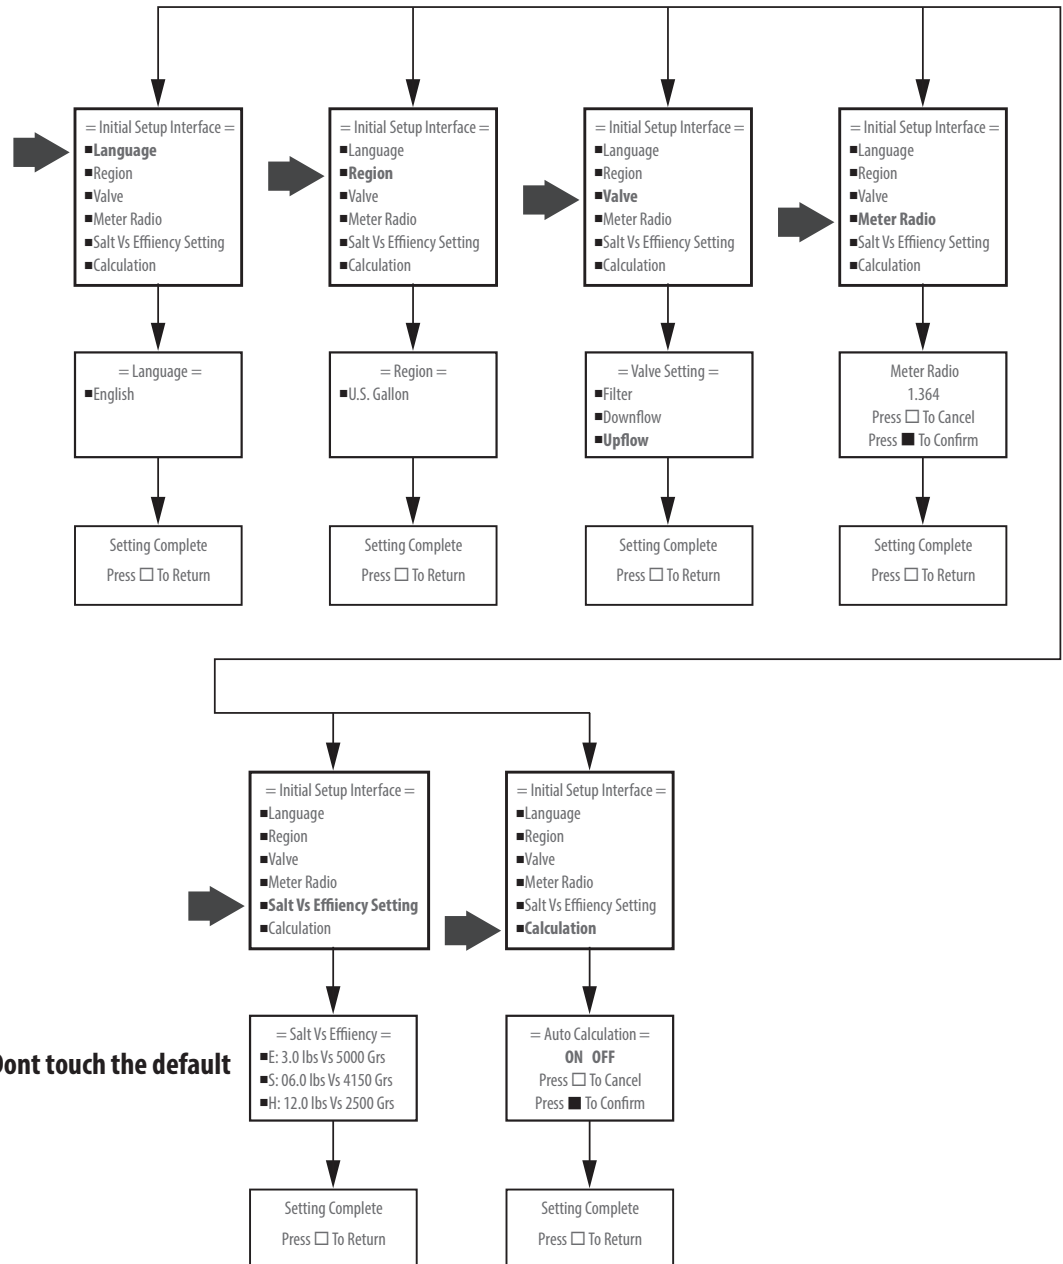 = Initial Setup Interface =
■Language
■Region
■Valve
■Meter Radio
■Salt Vs Effiiency Setting
■Calculation
= Language =
■English
Setting Complete
Press □ To Return
= Initial Setup Interface =
■Language
■Region
■Valve
■Meter Radio
■Salt Vs Effiiency Setting
■Calculation
= Region =
■U.S. Gallon
Setting Complete
Press □ To Return
= Initial Setup Interface =
■Language
■Region
■Valve
■Meter Radio
■Salt Vs Effiiency Setting
■Calculation
= Valve Setting =
■Filter
■Downflow
■Upflow
Setting Complete
Press □ To Return
= Initial Setup Interface =
■Language
■Region
■Valve
■Meter Radio
■Salt Vs Effiiency Setting
■Calculation
Meter Radio
1.364
Press □ To Cancel
Press ■ To Confirm
Setting Complete
Press □ To Return
= Initial Setup Interface =
■Language
■Region
■Valve
■Meter Radio
■Salt Vs Effiiency Setting
■Calculation
Dont touch the default
= Salt Vs Effiiency =
■E: 3.0 lbs Vs 5000 Grs
■S: 06.0 lbs Vs 4150 Grs
■H: 12.0 lbs Vs 2500 Grs
Setting Complete
Press □ To Return
= Initial Setup Interface =
■Language
■Region
■Valve
■Meter Radio
■Salt Vs Effiiency Setting
■Calculation
= Auto Calculation =
ON OFF
Press □ To Cancel
Press ■ To Confirm
Setting Complete
Press □ To Return